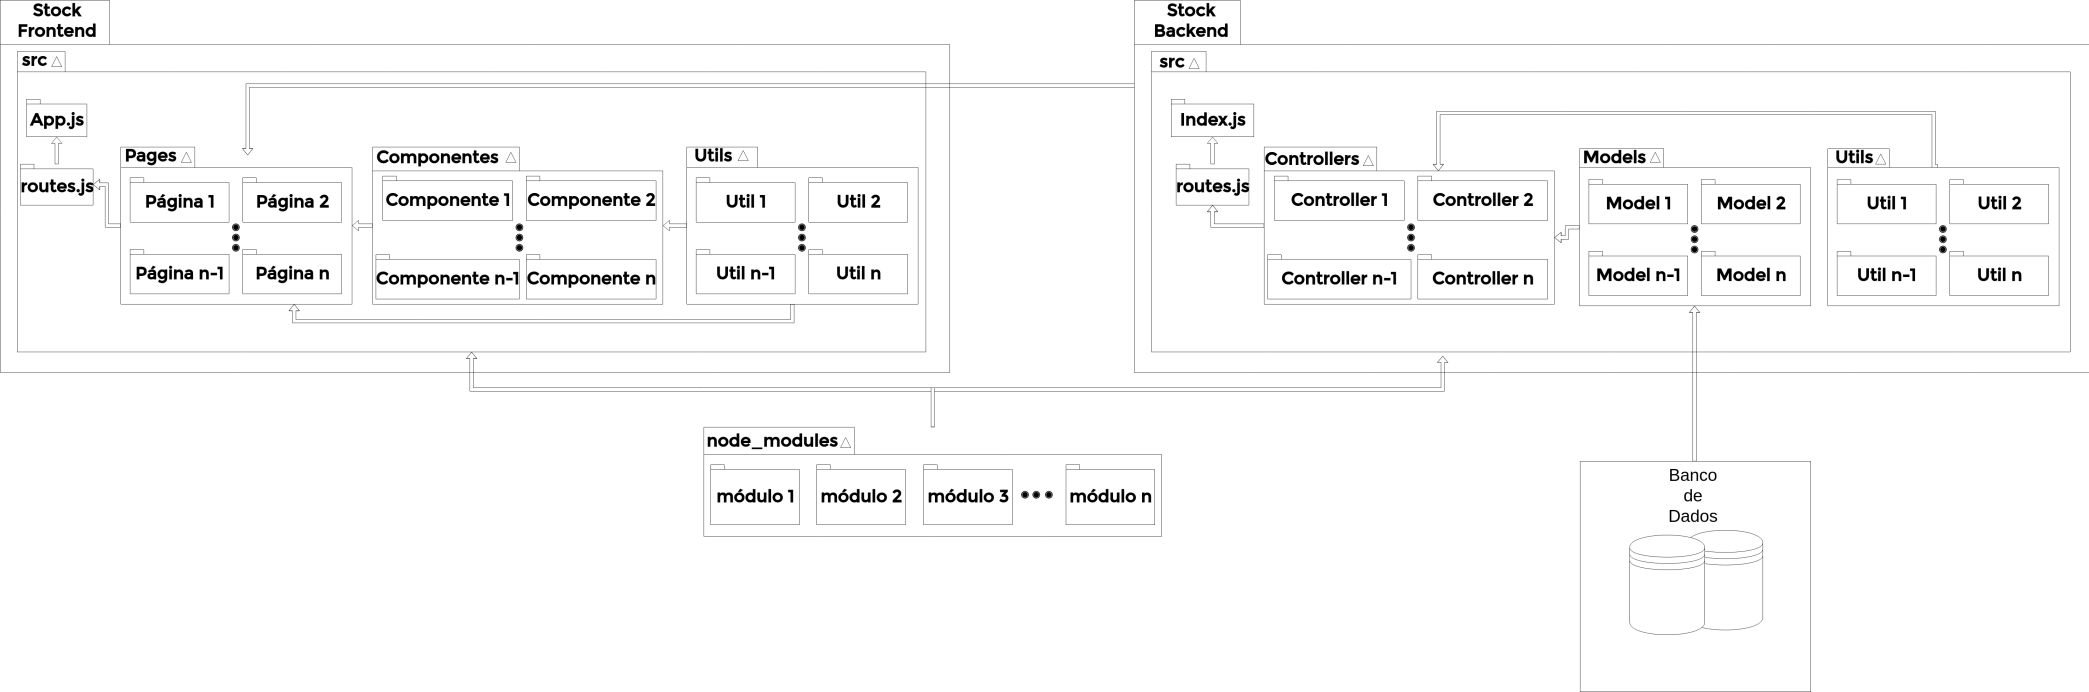 Stock
Frontend
src
App.js
routes.js
Pages
Página 1
Página 2
Página n-1
Página n
Componentes
Componente 1
Componente 2
Componente n-1
Componente n
Utils
Util 1
Util 2
Util n-1
Util n
Stock
Backend
src
Index.js
routes.js
Controllers
Controller 1
Controller 2
Controller n-1
Controller n
Models
Model 1
Model 2
Model n-1
Model n
Utils
Util 1
Util 2
Util n-1
Util n
node_modules
módulo 1
módulo 2
módulo 3
módulo n
Banco
de
Dados